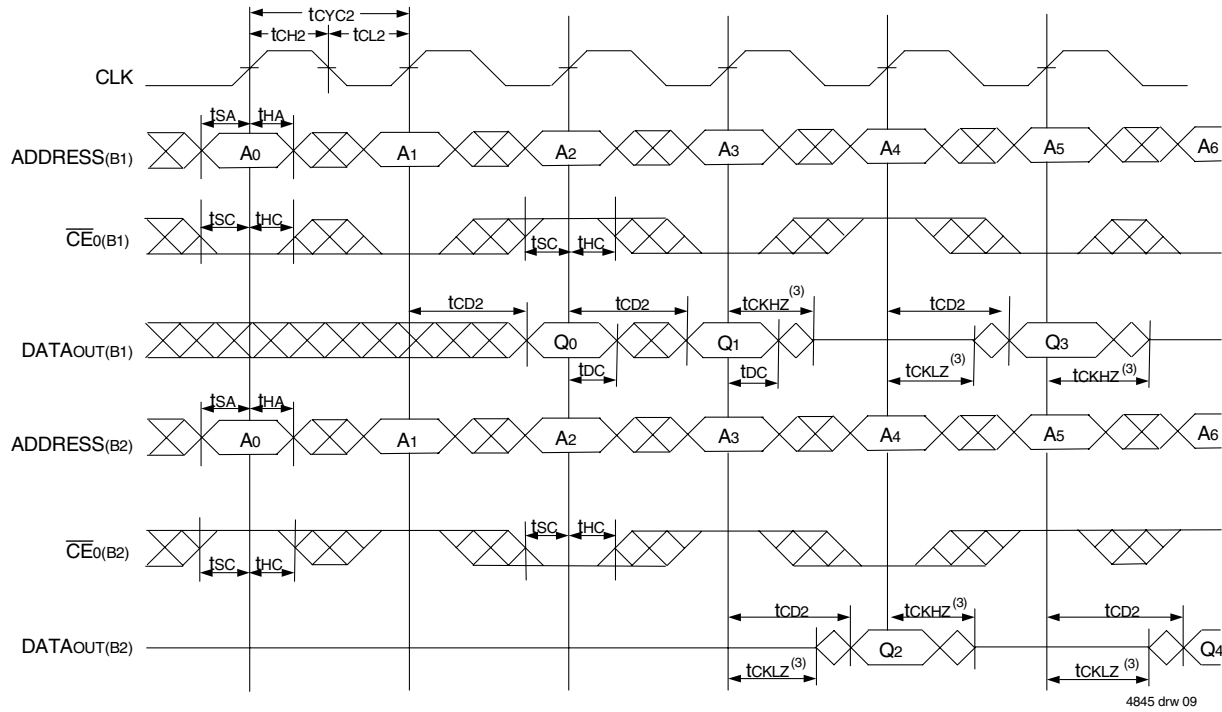 tCYC2
tCH2 tCL2
CLK
tSA tHA
ADDRESS(B1) A0 A1 A2 A3 A4 A5 A6
tSC tHC
CE0(B1)
tSC tHC
tCD2 tCD2 tCKHZ(3) tCD2
DATAOUT(B1) Q0 Q1 Q3
tDC tDC tCKLZ(3) tCKHZ(3)
tSA tHA
ADDRESS(B2) A0 A1 A2 A3 A4 A5 A6
tSC tHC
CE0(B2)
tSC tHC
tCD2 tCKHZ(3) tCD2
DATAOUT(B2) Q2 Q4
tCKLZ(3) tCKLZ(3)
4845 drw 09